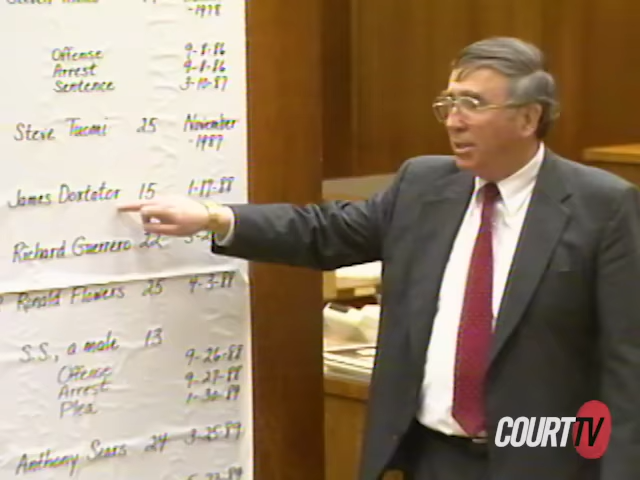 -1978
Offense 9-8-86
Arrest 9-8-86
Sentence 3-10-87
Steve Tuomi 25 November
-1987
James Doxtator 15 1-17-88
Richard Guerrero 22
Ronald Flowers 25 4-3-88
S.S., a male 13
Offense 9-26-88
Arrest 9-27-88
Plea 1-30-89
Anthony Sears 24 3-25-89
COURT TV